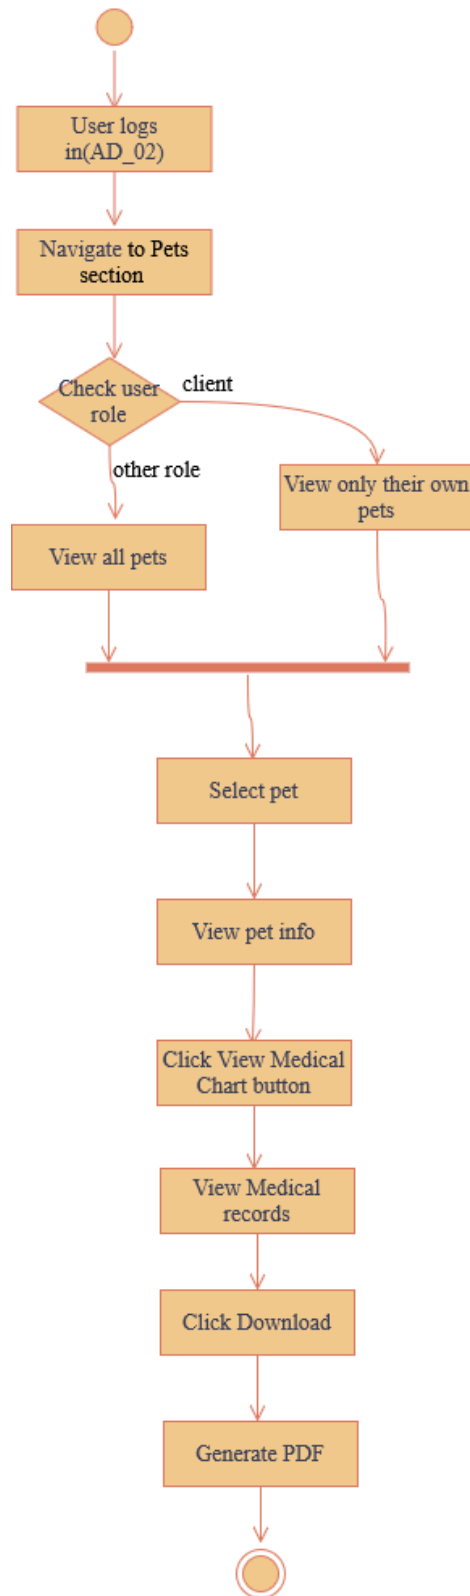 User logs
in(AD_02)
Navigate to Pets
section
Check user
role
client
other role
View only their own
pets
View all pets
Select pet
View pet info
Click View Medical
Chart button
View Medical
records
Click Download
Generate PDF